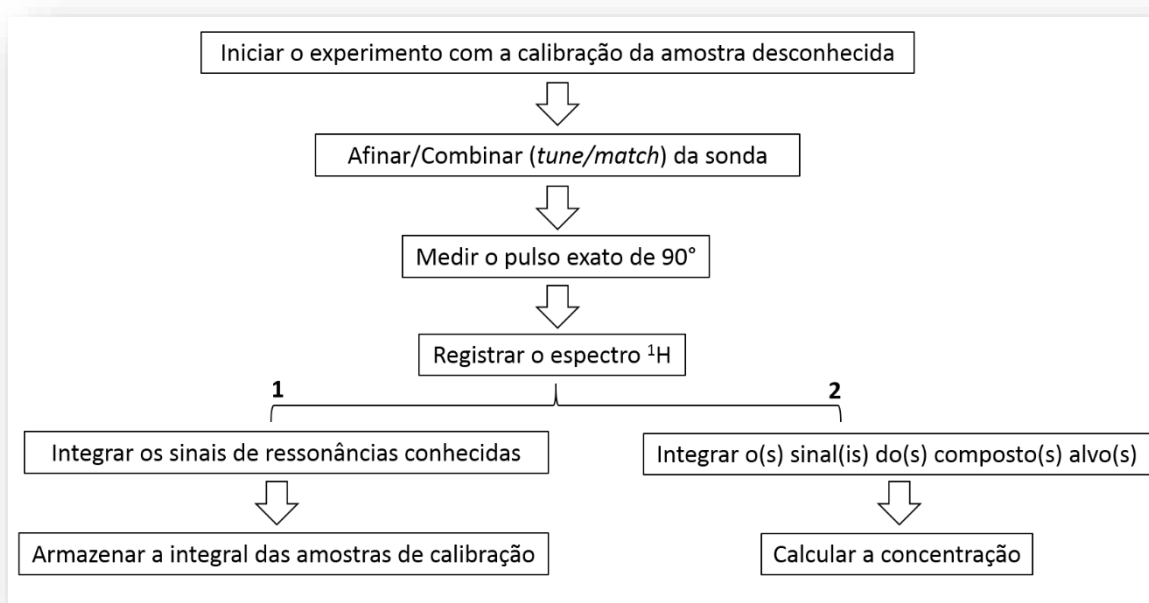 Iniciar o experimento com a calibração da amostra desconhecida
Afinar/Combinar (tune/match) da sonda
Medir o pulso exato de 90°
Registrar o espectro ¹H
1
2
Integrar os sinais de ressonâncias conhecidas
Integrar o(s) sinal(is) do(s) composto(s) alvo(s)
Armazenar a integral das amostras de calibração
Calcular a concentração